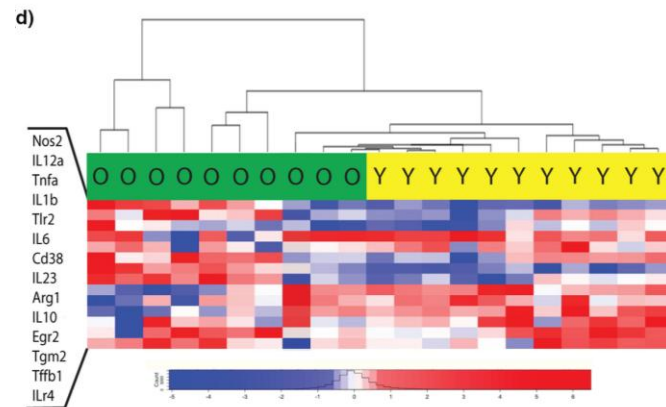 d)
Nos2
IL12a
Tnfa
IL1b
Tlr2
IL6
Cd38
IL23
Arg1
IL10
Egr2
Tgm2
Tffb1
ILr4
O O O O O O O O O O Y Y Y Y Y Y Y Y Y Y Y
Count
-5 -4 -3 -2 -1 0 1 2 3 4 5 6